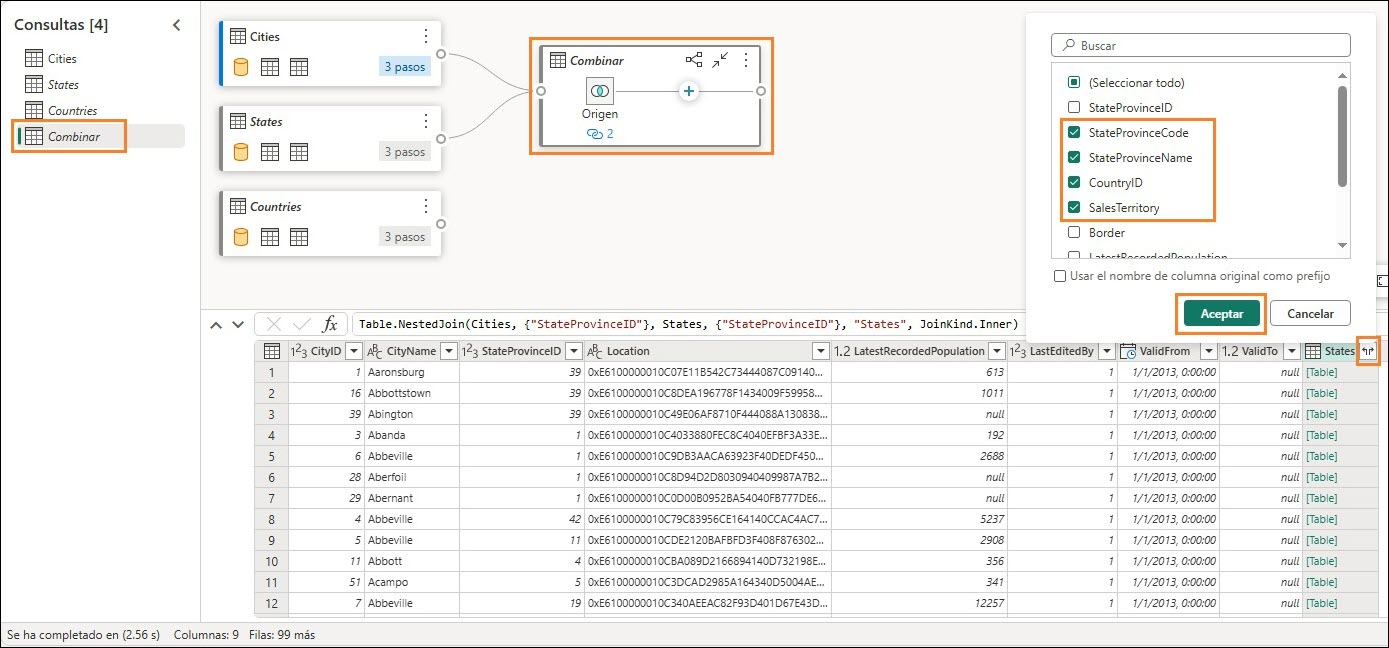 Consultas [4]
Cities
States
Countries
Combinar
Cities
3 pasos
States
3 pasos
Countries
3 pasos
Combinar
Origen
2
Buscar
(Seleccionar todo)
StateProvinceID
StateProvinceCode
StateProvinceName
CountryID
SalesTerritory
Border
LatestRecordedPopulation
Usar el nombre de columna original como prefijo
Aceptar Cancelar
fx Table.NestedJoin(Cities, {"StateProvinceID"}, States, {"StateProvinceID"}, "States", JoinKind.Inner)
1²3 CityID ABC CityName 1²3 StateProvinceID ABC Location 1.2 LatestRecordedPopulation 1²3 LastEditedBy ValidFrom 1.2 ValidTo States
1 1 Aaronsburg 39 0xE6100000010C07E11B542C73444087C09140... 613 1 1/1/2013, 0:00:00 null [Table]
2 16 Abbottstown 39 0xE6100000010C8DEA196778F1434009F59958... 1011 1 1/1/2013, 0:00:00 null [Table]
3 39 Abington 39 0xE6100000010C49E06AF8710F444088A130838... null 1 1/1/2013, 0:00:00 null [Table]
4 3 Abanda 1 0xE6100000010C4033880FEC8C4040EFBF3A33E... 192 1 1/1/2013, 0:00:00 null [Table]
5 6 Abbeville 1 0xE6100000010C9DB3AACA63923F40DEDF450... 2688 1 1/1/2013, 0:00:00 null [Table]
6 28 Aberfoil 1 0xE6100000010C8D94D2D8030940409987A7B2... null 1 1/1/2013, 0:00:00 null [Table]
7 29 Abernant 1 0xE6100000010C0D00B0952BA54040FB777DE6... null 1 1/1/2013, 0:00:00 null [Table]
8 4 Abbeville 42 0xE6100000010C79C83956CE164140CCAC4AC7... 5237 1 1/1/2013, 0:00:00 null [Table]
9 5 Abbeville 11 0xE6100000010CDE2120BAFBFD3F408F876302... 2908 1 1/1/2013, 0:00:00 null [Table]
10 11 Abbott 4 0xE6100000010CBA089D2166894140D732198E... 356 1 1/1/2013, 0:00:00 null [Table]
11 51 Acampo 5 0xE6100000010C3DCAD2985A164340D5004AE... 341 1 1/1/2013, 0:00:00 null [Table]
12 7 Abbeville 19 0xE6100000010C340AEEAC82F93D401D67E43D... 12257 1 1/1/2013, 0:00:00 null [Table]
Se ha completado en (2.56 s) Columnas: 9 Filas: 99 más